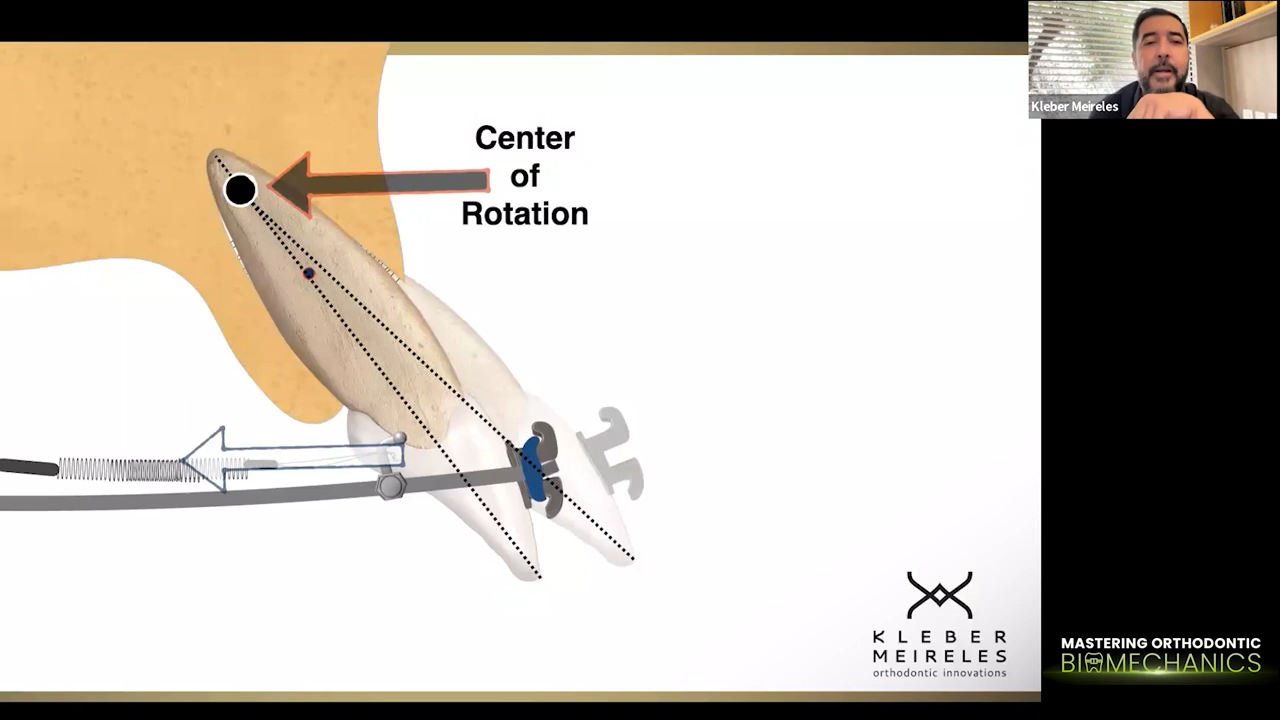 Kleber Meireles
Center
of
Rotation
KLEBER
MEIRELES
orthodontic innovations
MASTERING ORTHODONTIC
BIOMECHANICS